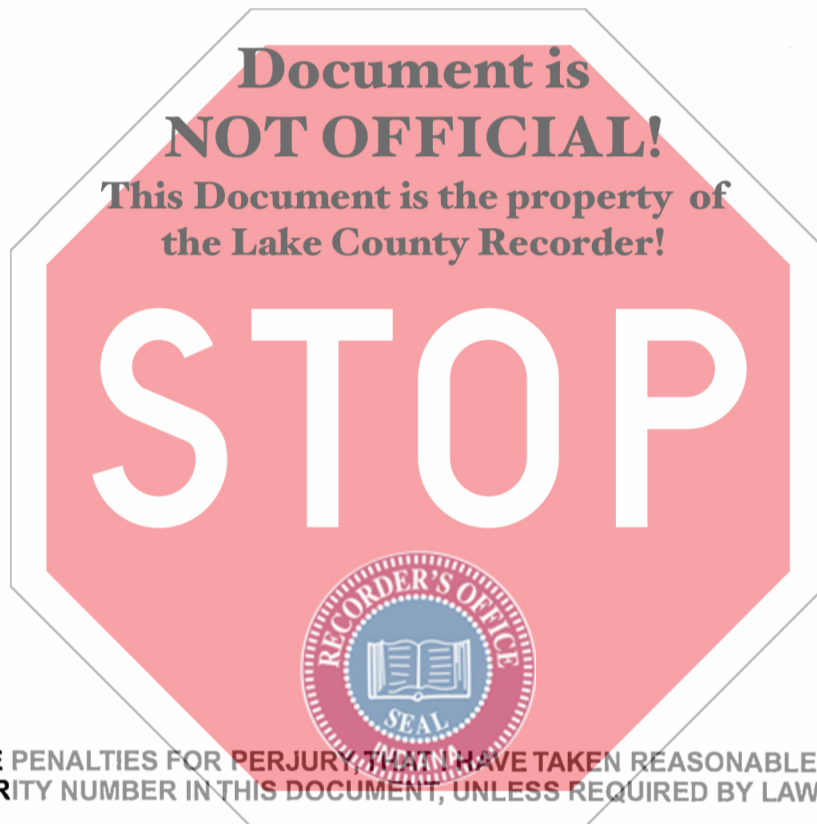 Document is
NOT OFFICIAL!
This Document is the property of
the Lake County Recorder!
STOP
RECORDER'S OFFICE
SEAL
INDIANA
E PENALTIES FOR PERJURY, THAT I HAVE TAKEN REASONABLE
RITY NUMBER IN THIS DOCUMENT, UNLESS REQUIRED BY LAW